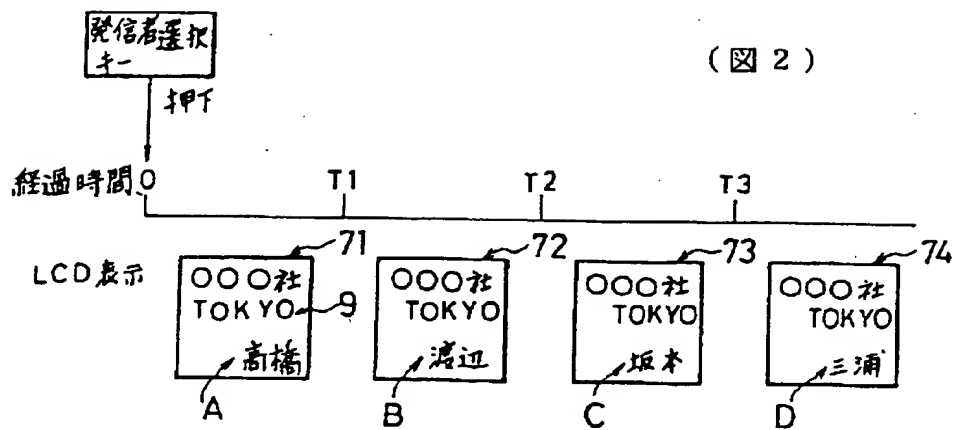 発信者選択
キー
(図2)
押下
経過時間 0 T1 T2 T3
71 72 73 74
LCD表示
○○○社 ○○○社 ○○○社 ○○○社
TOKYO 9 TOKYO TOKYO TOKYO
高橋 渡辺 坂本 三浦
A B C D